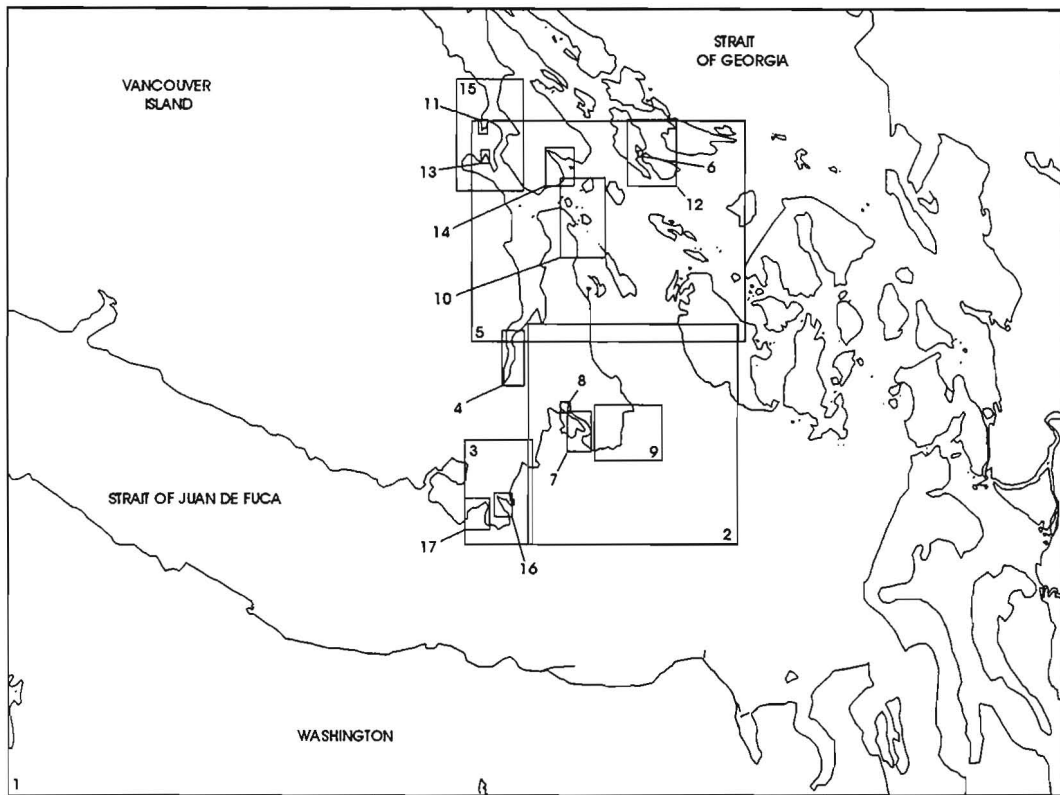 STRAIT
OF GEORGIA
VANCOUVER
ISLAND
15
11
13
6
12
14
10
5
4
8
3
7
9
STRAIT OF JUAN DE FUCA
17
16
2
WASHINGTON
1